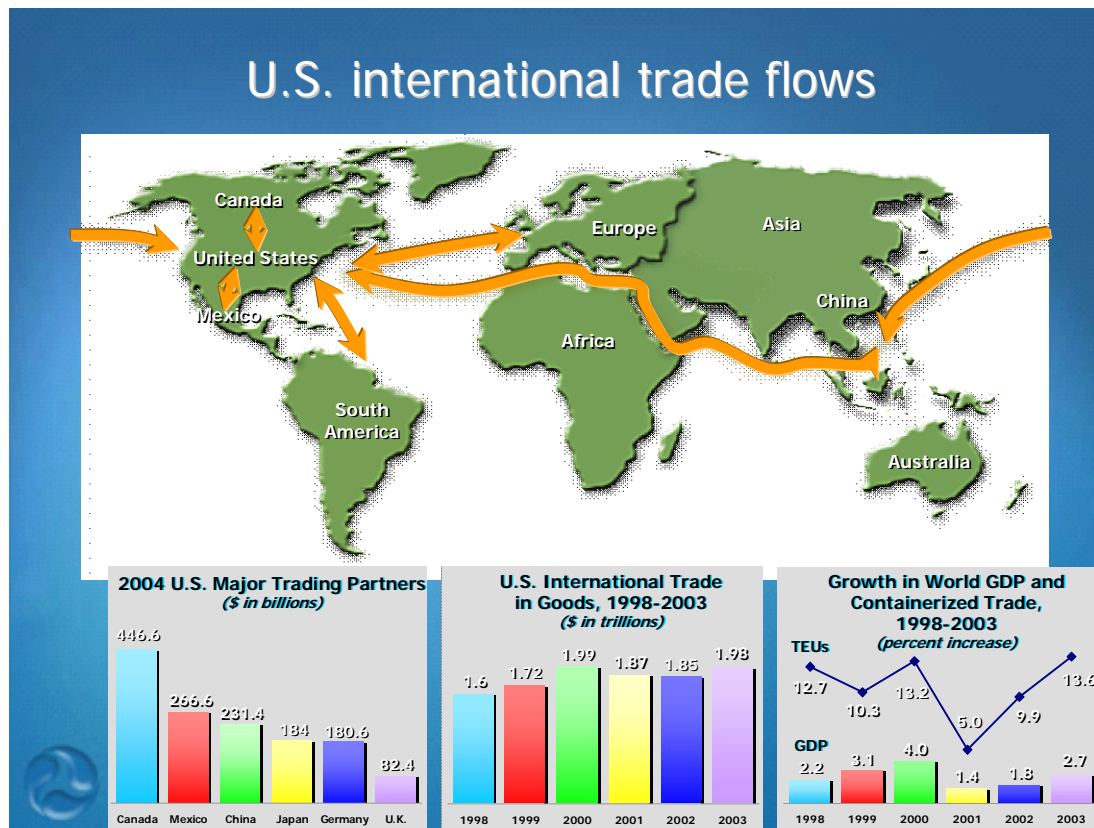 U.S. international trade flows
Canada
United States
Mexico
Europe
Asia
China
Africa
South
America
Australia
2004 U.S. Major Trading Partners
($ in billions)
446.6
266.6
231.4
184
180.6
82.4
Canada
Mexico
China
Japan
Germany
U.K.
U.S. International Trade
in Goods, 1998-2003
($ in trillions)
1.6
1.72
1.99
1.87
1.85
1.98
1998
1999
2000
2001
2002
2003
Growth in World GDP and
Containerized Trade,
1998-2003
(percent increase)
TEUs
12.7
10.3
13.2
5.0
9.9
13.6
GDP
2.2
3.1
4.0
1.4
1.8
2.7
1998
1999
2000
2001
2002
2003